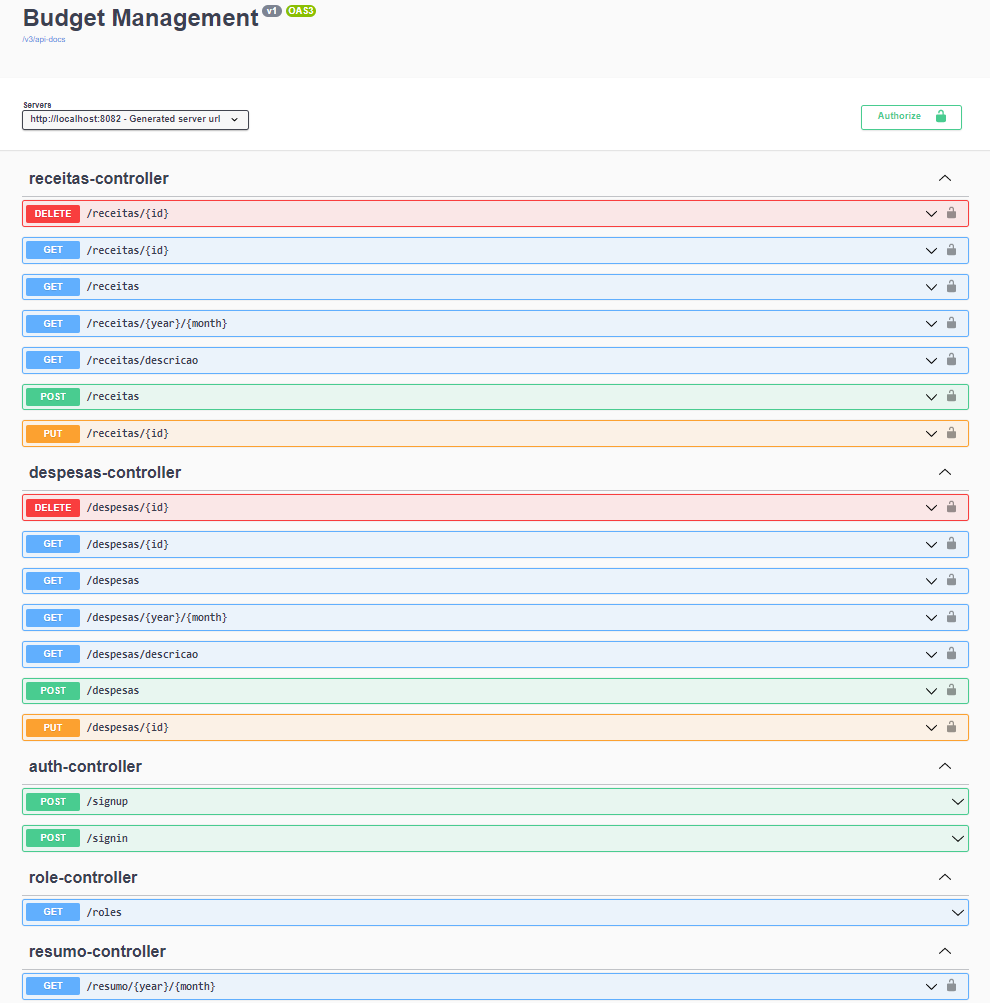 Budget Management v1 OAS3
/v3/api-docs
Servers
http://localhost:8082 - Generated server url
Authorize
receitas-controller
DELETE /receitas/{id}
GET /receitas/{id}
GET /receitas
GET /receitas/{year}/{month}
GET /receitas/descricao
POST /receitas
PUT /receitas/{id}
despesas-controller
DELETE /despesas/{id}
GET /despesas/{id}
GET /despesas
GET /despesas/{year}/{month}
GET /despesas/descricao
POST /despesas
PUT /despesas/{id}
auth-controller
POST /signup
POST /signin
role-controller
GET /roles
resumo-controller
GET /resumo/{year}/{month}